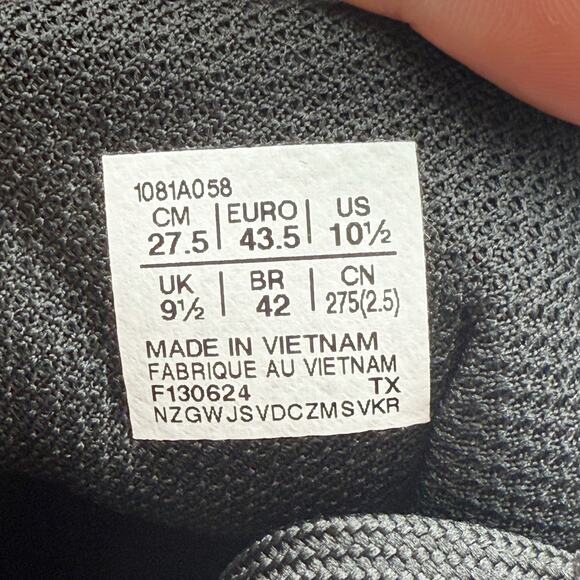 1081A058
CM | EURO | US
27.5 | 43.5 | 10½
UK | BR | CN
9½ | 42 | 275(2.5)
MADE IN VIETNAM
FABRIQUE AU VIETNAM
F130624 TX
NZGWJSVDCZMSVKR